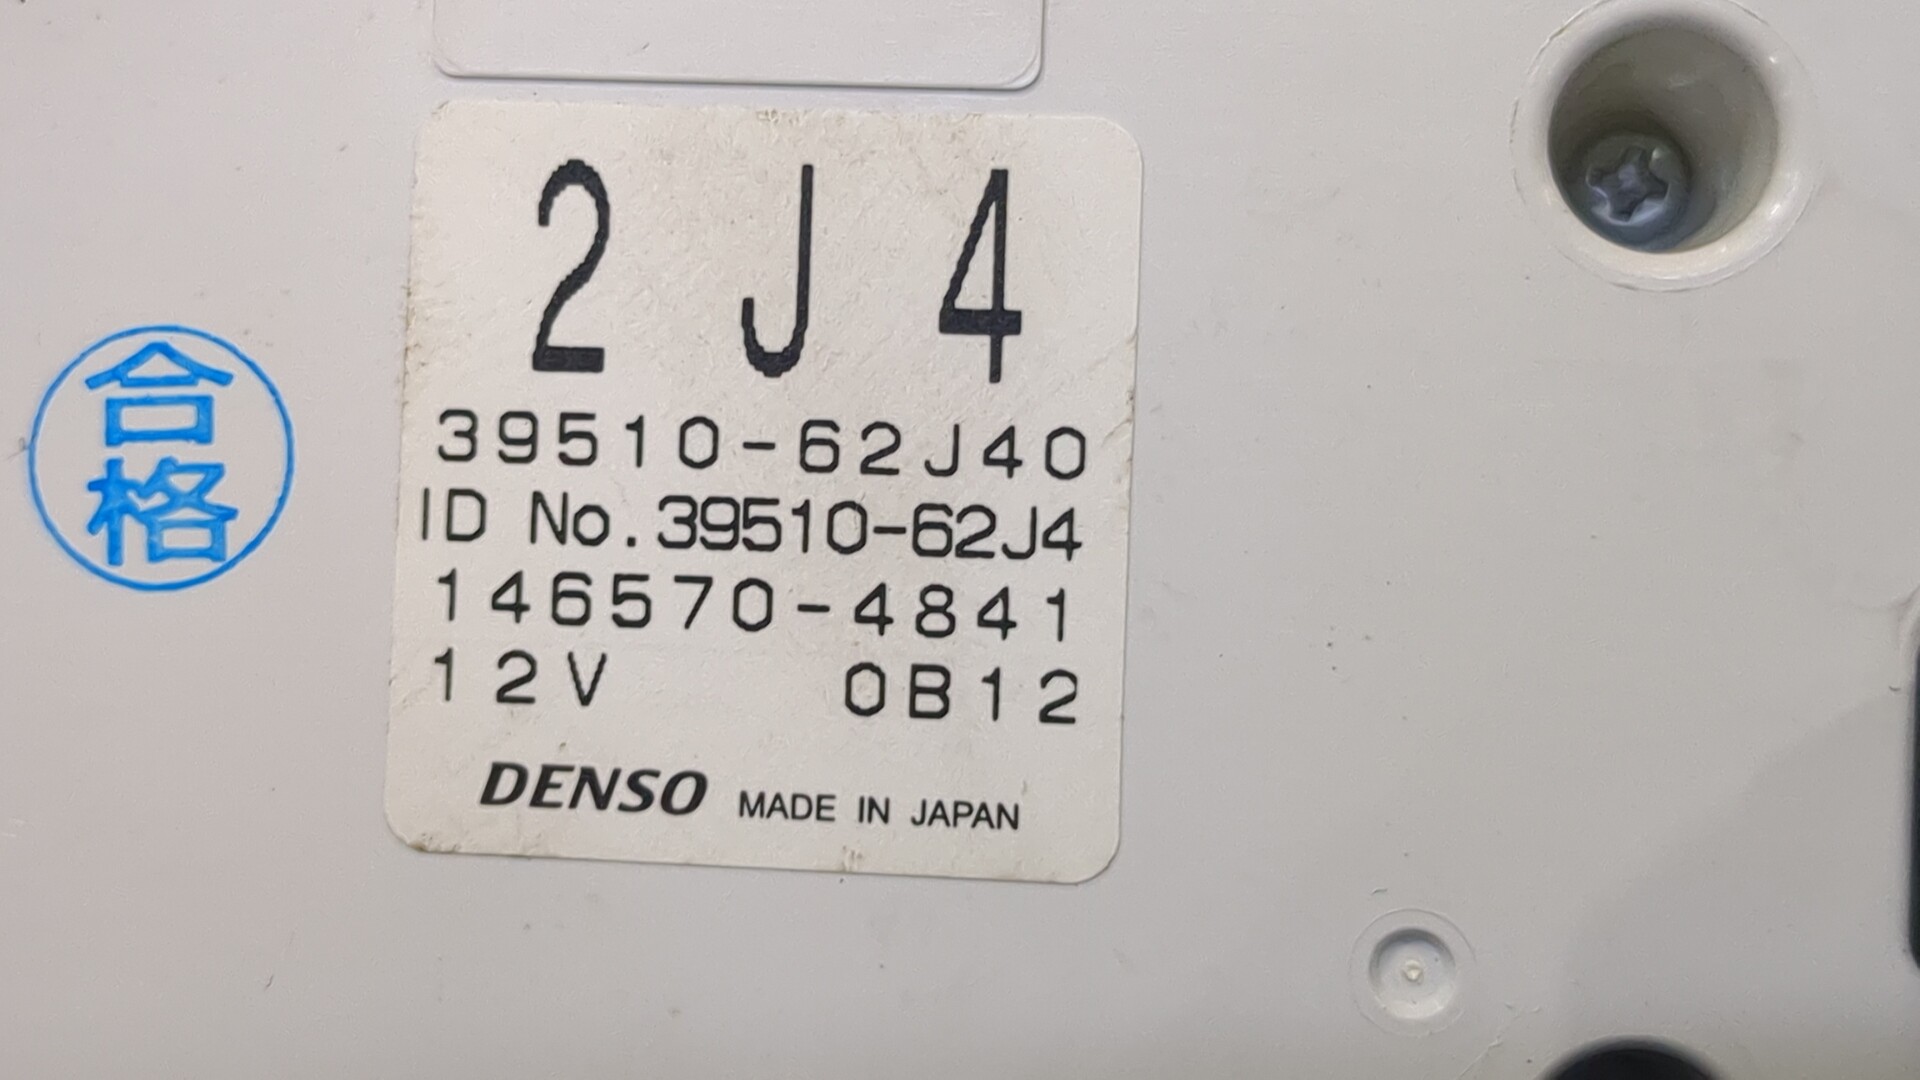 2J4
39510-62J40
ID No.39510-62J4
146570-4841
12V 0B12
DENSO MADE IN JAPAN
合格